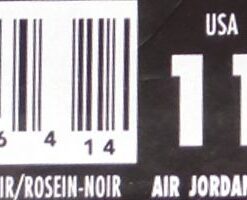 USA
11
6 4 14
IR/ROSEIN-NOIR
AIR JORDAN